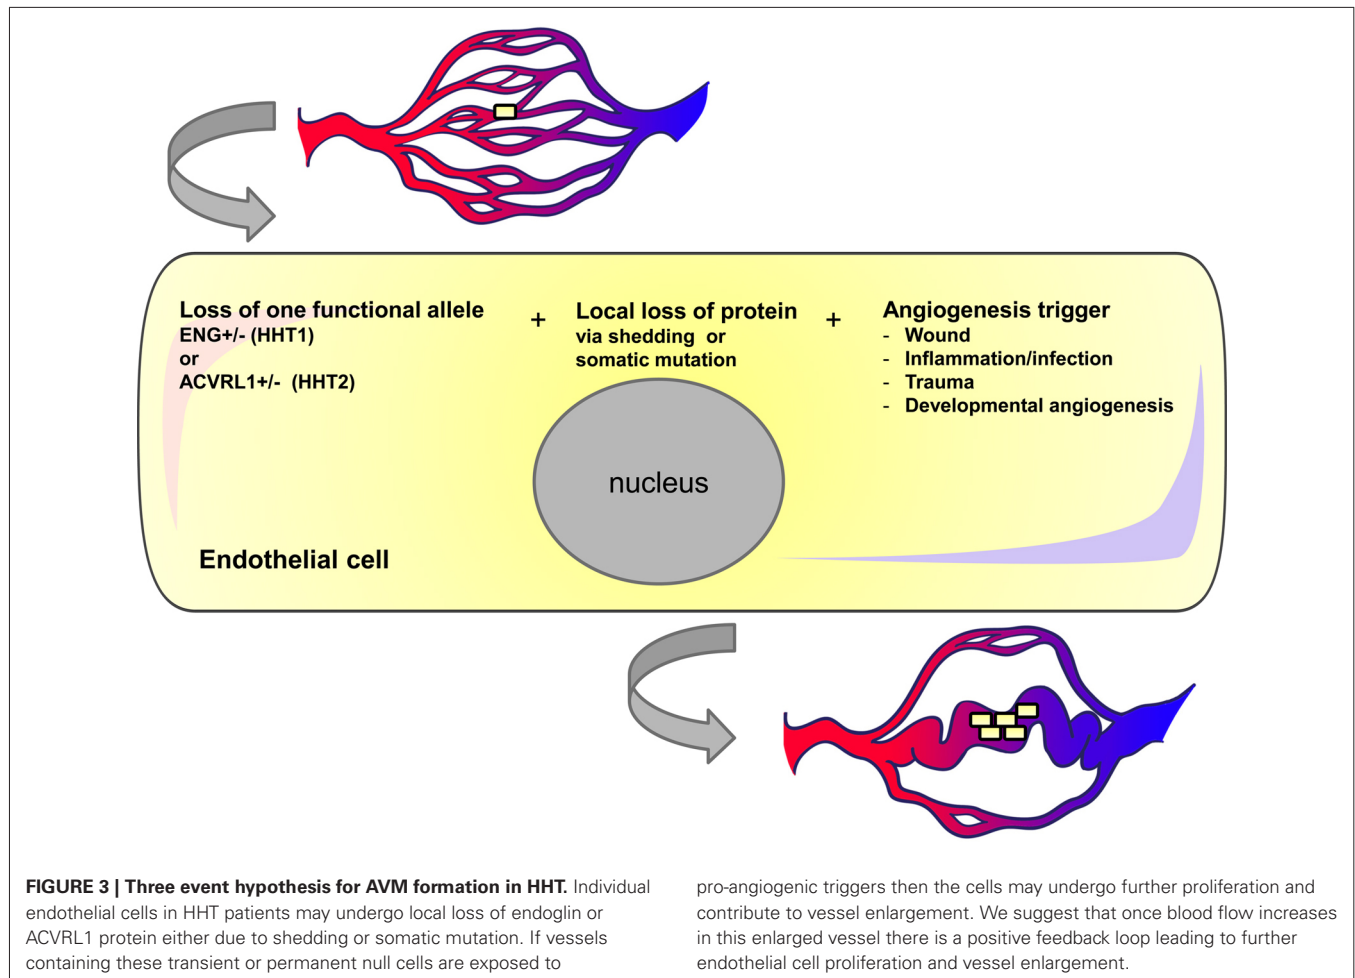 Loss of one functional allele
ENG+/- (HHT1)
or
ACVRL1+/- (HHT2)
+
Local loss of protein
via shedding or
somatic mutation
+
Angiogenesis trigger
- Wound
- Inflammation/infection
- Trauma
- Developmental angiogenesis
nucleus
Endothelial cell
FIGURE 3 | Three event hypothesis for AVM formation in HHT. Individual
endothelial cells in HHT patients may undergo local loss of endoglin or
ACVRL1 protein either due to shedding or somatic mutation. If vessels
containing these transient or permanent null cells are exposed to
pro-angiogenic triggers then the cells may undergo further proliferation and
contribute to vessel enlargement. We suggest that once blood flow increases
in this enlarged vessel there is a positive feedback loop leading to further
endothelial cell proliferation and vessel enlargement.